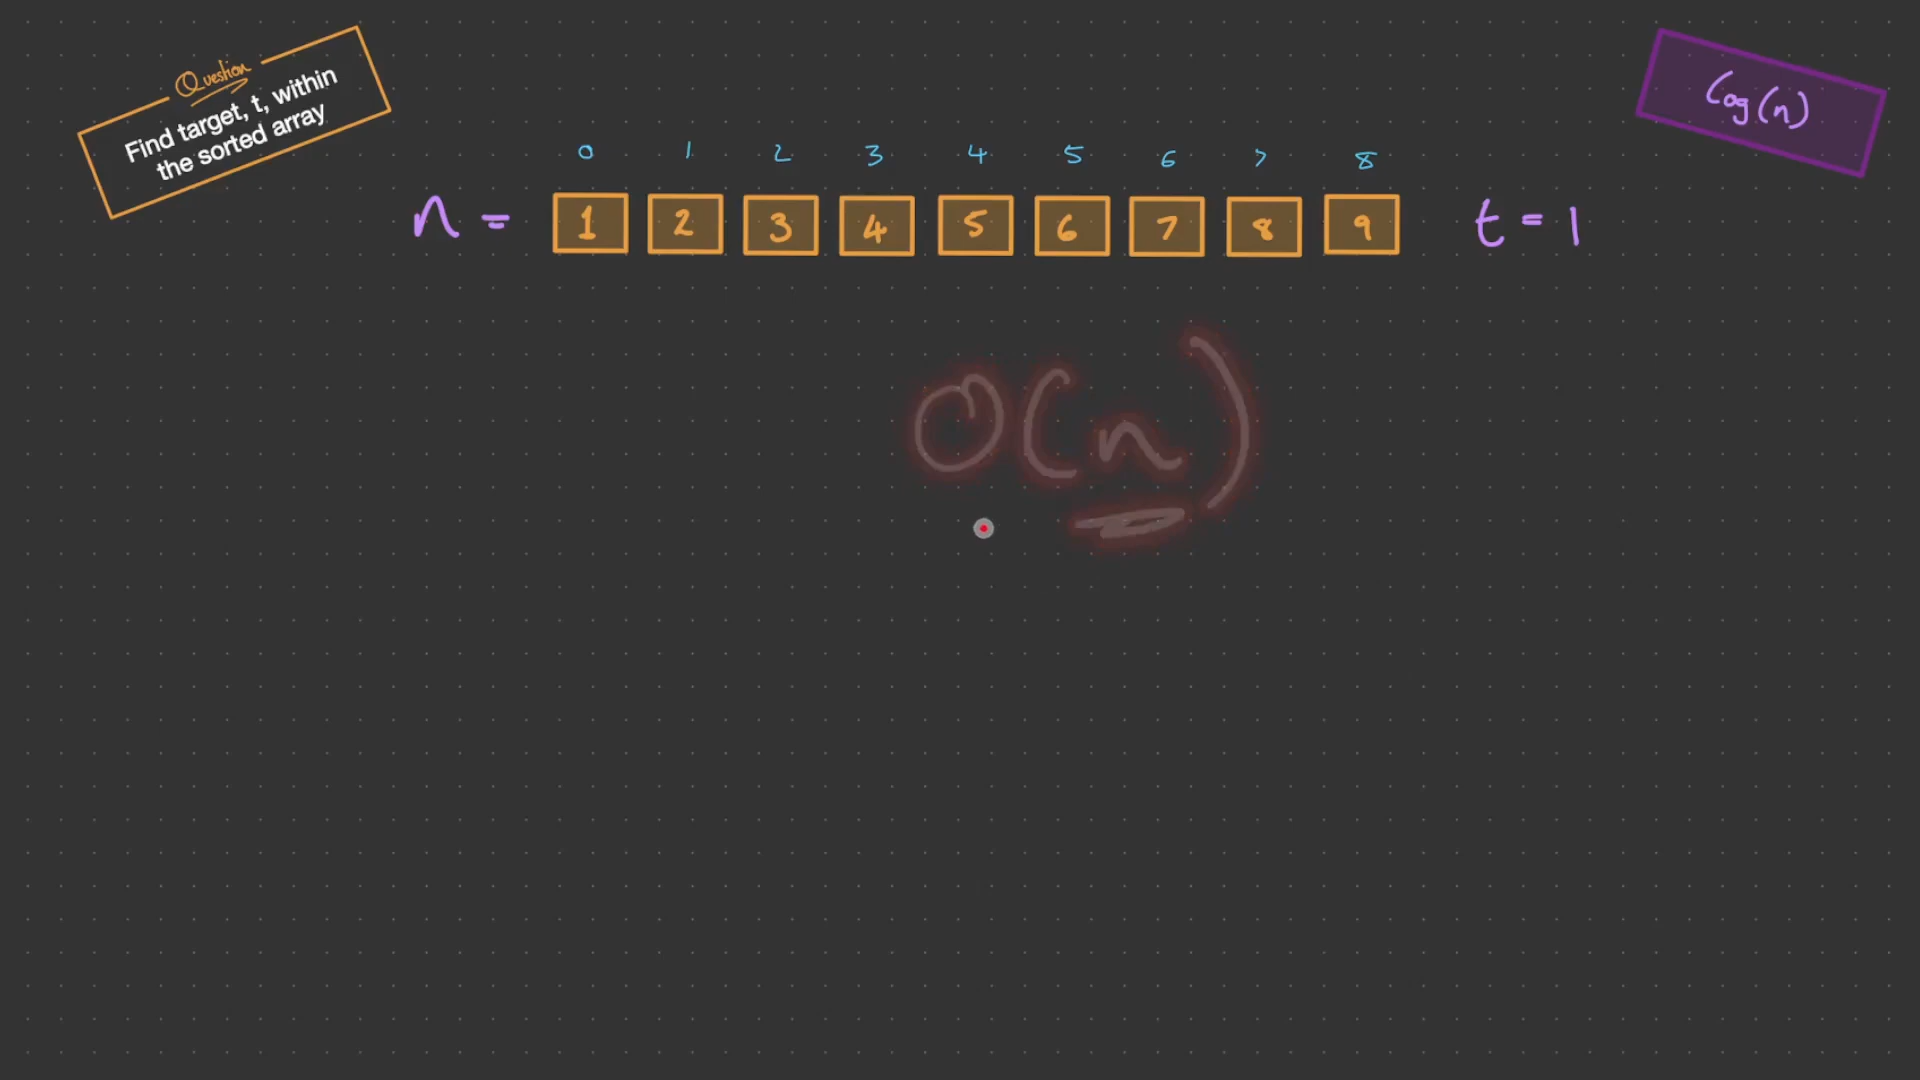 Question
Find target, t, within
the sorted array
Log(n)
0 1 2 3 4 5 6 7 8
n = 1 2 3 4 5 6 7 8 9 t = 1
O(n)